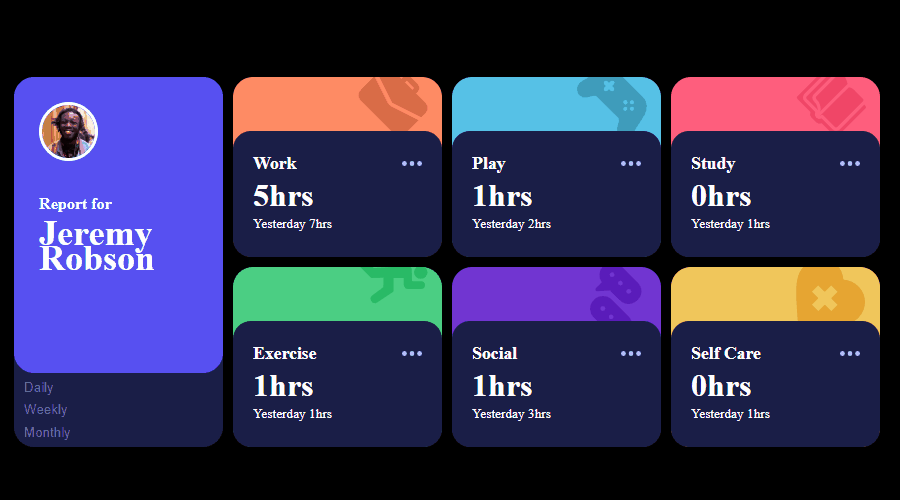 Report for
Jeremy
Robson
Daily
Weekly
Monthly
Work
5hrs
Yesterday 7hrs
Play
1hrs
Yesterday 2hrs
Study
0hrs
Yesterday 1hrs
Exercise
1hrs
Yesterday 1hrs
Social
1hrs
Yesterday 3hrs
Self Care
0hrs
Yesterday 1hrs